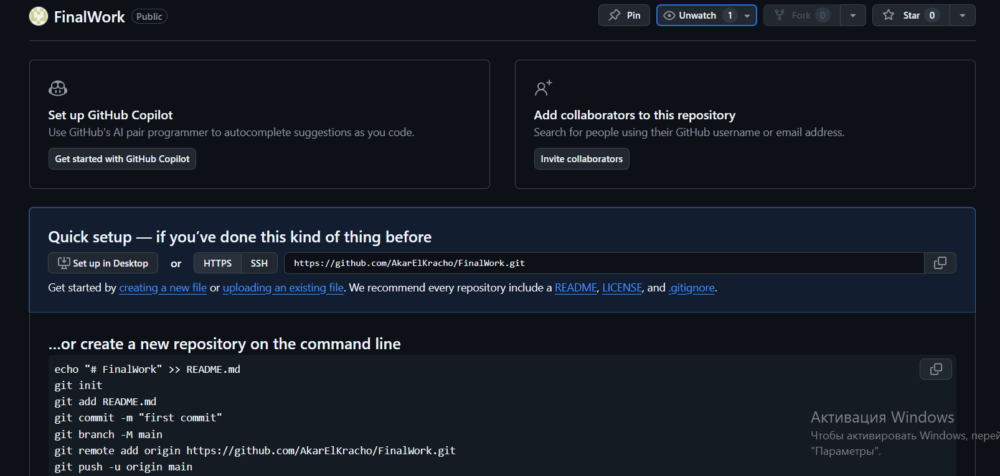 FinalWork Public
Pin
Unwatch 1
Fork 0
Star 0
Set up GitHub Copilot
Use GitHub's AI pair programmer to autocomplete suggestions as you code.
Get started with GitHub Copilot
Add collaborators to this repository
Search for people using their GitHub username or email address.
Invite collaborators
Quick setup — if you’ve done this kind of thing before
Set up in Desktop or HTTPS SSH https://github.com/AkarElKracho/FinalWork.git
Get started by creating a new file or uploading an existing file. We recommend every repository include a README, LICENSE, and .gitignore.
…or create a new repository on the command line
echo "# FinalWork" >> README.md
git init
git add README.md
git commit -m "first commit"
git branch -M main
git remote add origin https://github.com/AkarElKracho/FinalWork.git
git push -u origin main
Активация Windows
Чтобы активировать Windows, перей
"Параметры".